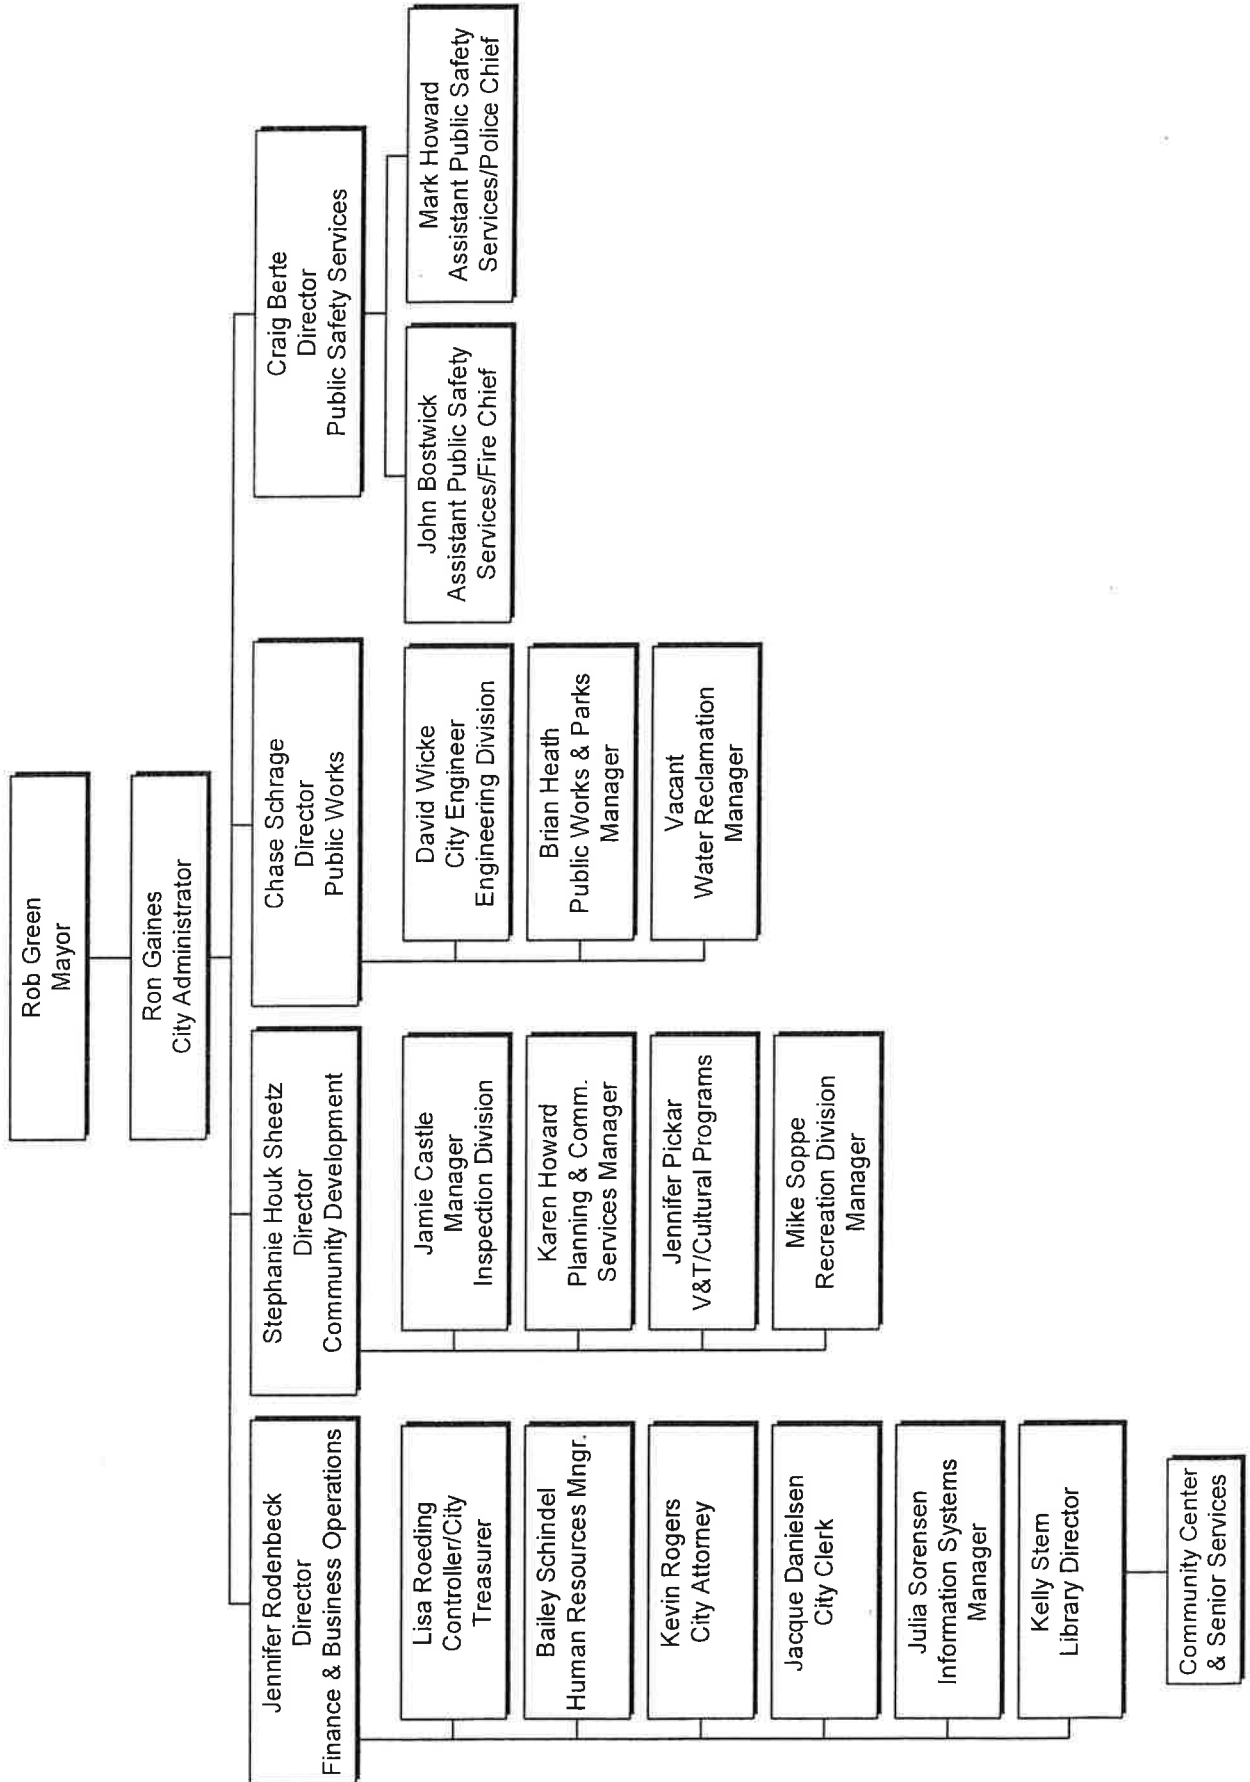 Rob Green
Mayor
Ron Gaines
City Administrator
Jennifer Rodenbeck
Director
Finance & Business Operations
Stephanie Houk Sheetz
Director
Community Development
Chase Schrage
Director
Public Works
Craig Berte
Director
Public Safety Services
Lisa Roeding
Controller/City
Treasurer
Bailey Schindel
Human Resources Mngr.
Kevin Rogers
City Attorney
Jacque Danielsen
City Clerk
Julia Sorensen
Information Systems
Manager
Kelly Stern
Library Director
Community Center
& Senior Services
Jamie Castle
Manager
Inspection Division
Karen Howard
Planning & Comm.
Services Manager
Jennifer Pickar
V&T/Cultural Programs
Mike Soppe
Recreation Division
Manager
David Wicke
City Engineer
Engineering Division
Brian Heath
Public Works & Parks
Manager
Vacant
Water Reclamation
Manager
John Bostwick
Assistant Public Safety
Services/Fire Chief
Mark Howard
Assistant Public Safety
Services/Police Chief